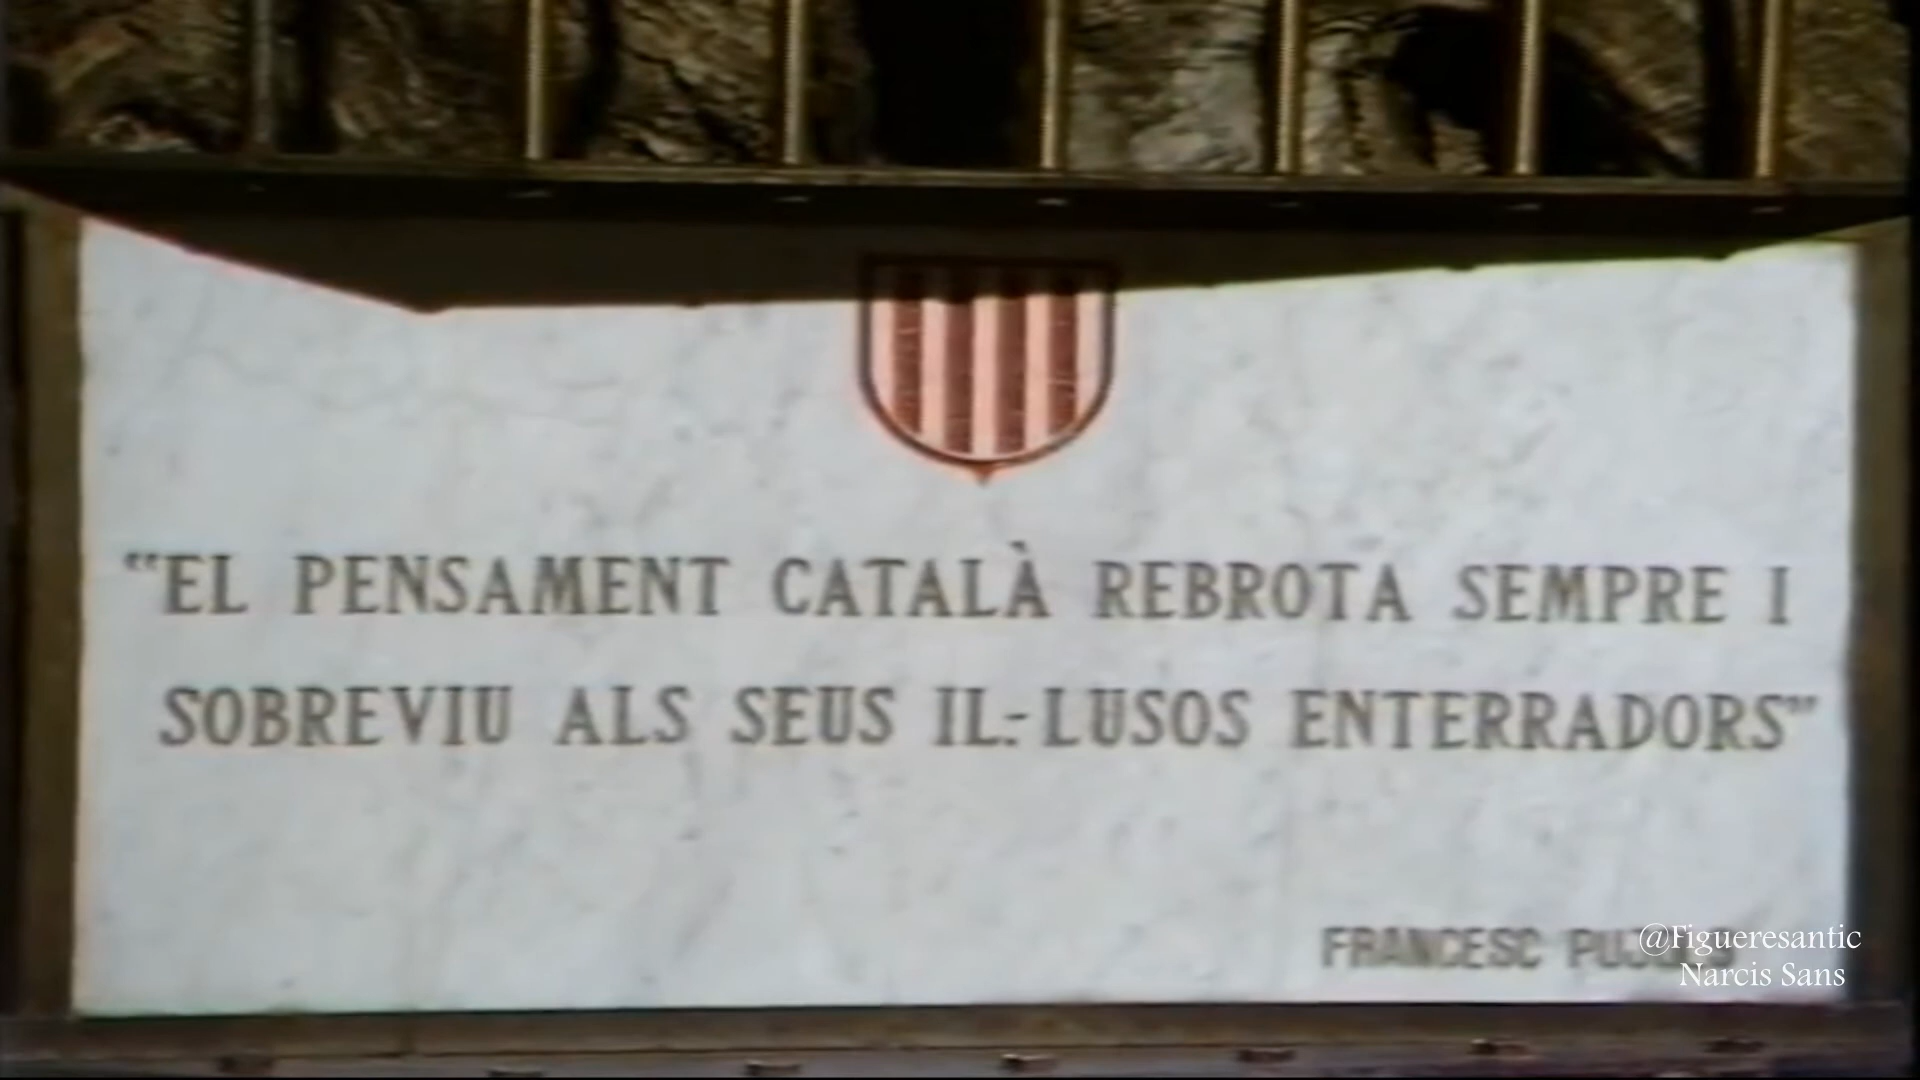 "EL PENSAMENT CATALÀ REBROTA SEMPRE I
SOBREVIU ALS SEUS IL.-LUSOS ENTERRADORS"
FRANCESC
@Figueresantic
Narcis Sans